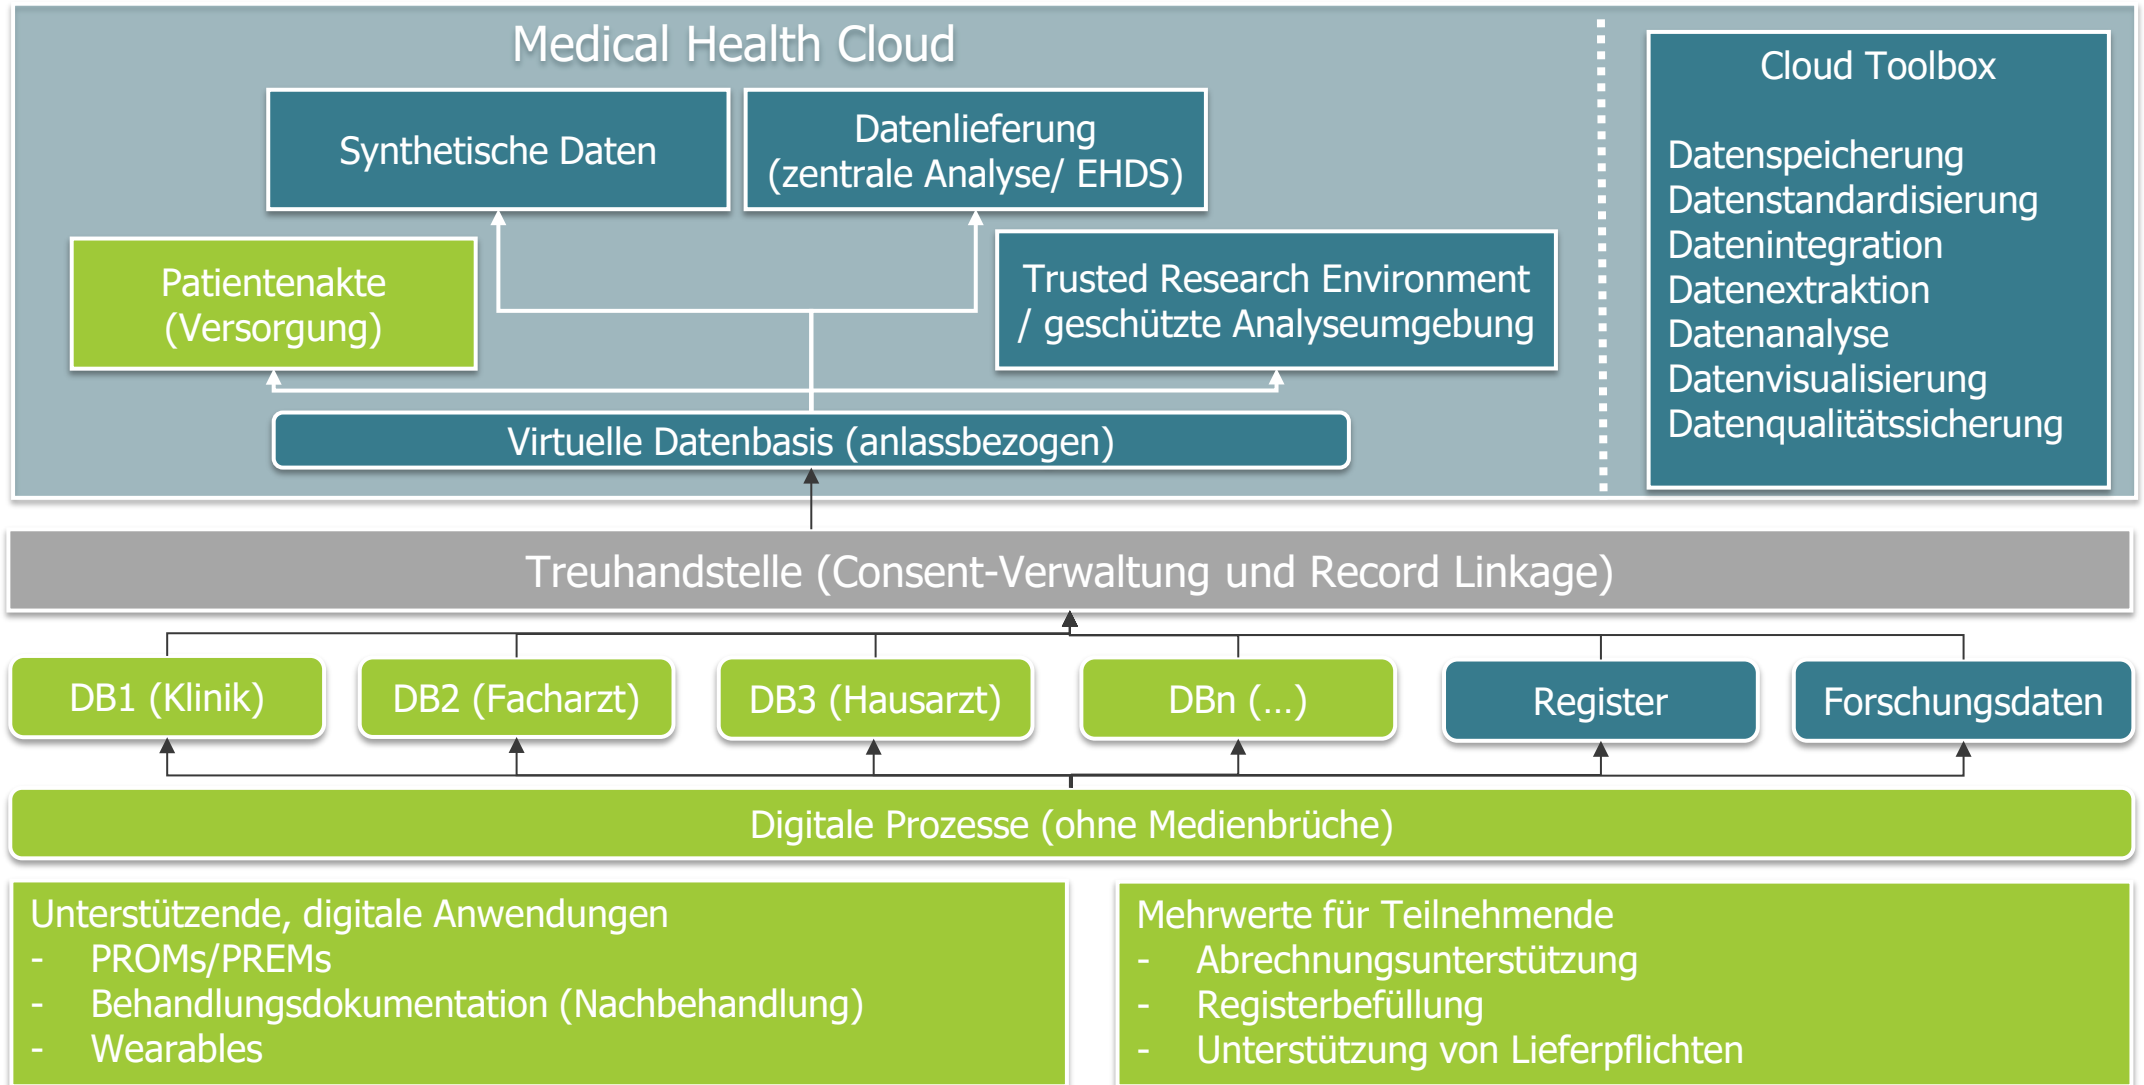 Medical Health Cloud
Synthetische Daten
Datenlieferung
(zentrale Analyse/ EHDS)
Patientenakte
(Versorgung)
Trusted Research Environment
/ geschützte Analyseumgebung
Virtuelle Datenbasis (anlassbezogen)
Cloud Toolbox
Datenspeicherung
Datenstandardisierung
Datenintegration
Datenextraktion
Datenanalyse
Datenvisualisierung
Datenqualitätssicherung
Treuhandstelle (Consent-Verwaltung und Record Linkage)
DB1 (Klinik)
DB2 (Facharzt)
DB3 (Hausarzt)
DBn (...)
Register
Forschungsdaten
Digitale Prozesse (ohne Medienbrüche)
Unterstützende, digitale Anwendungen
- PROMs/PREMs
- Behandlungsdokumentation (Nachbehandlung)
- Wearables
Mehrwerte für Teilnehmende
- Abrechnungsunterstützung
- Registerbefüllung
- Unterstützung von Lieferpflichten